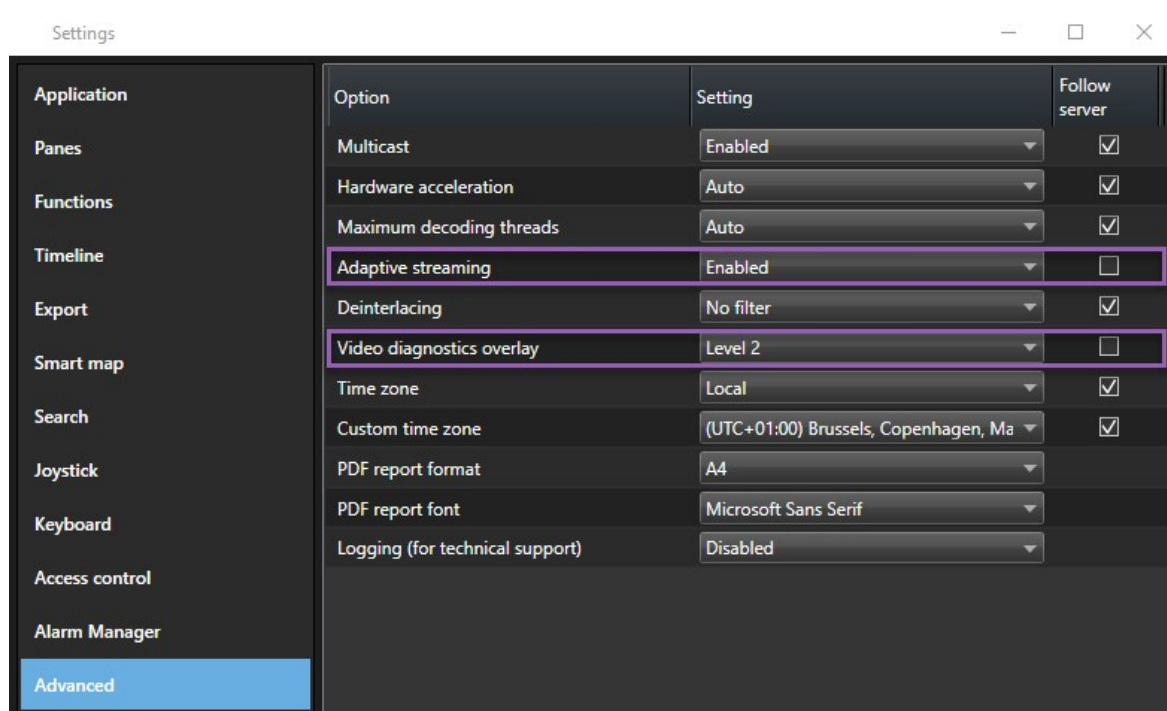 Settings
Application
Panes
Functions
Timeline
Export
Smart map
Search
Joystick
Keyboard
Access control
Alarm Manager
Advanced
Option Setting Follow server
Multicast Enabled
Hardware acceleration Auto
Maximum decoding threads Auto
Adaptive streaming Enabled
Deinterlacing No filter
Video diagnostics overlay Level 2
Time zone Local
Custom time zone (UTC+01:00) Brussels, Copenhagen, Ma
PDF report format A4
PDF report font Microsoft Sans Serif
Logging (for technical support) Disabled